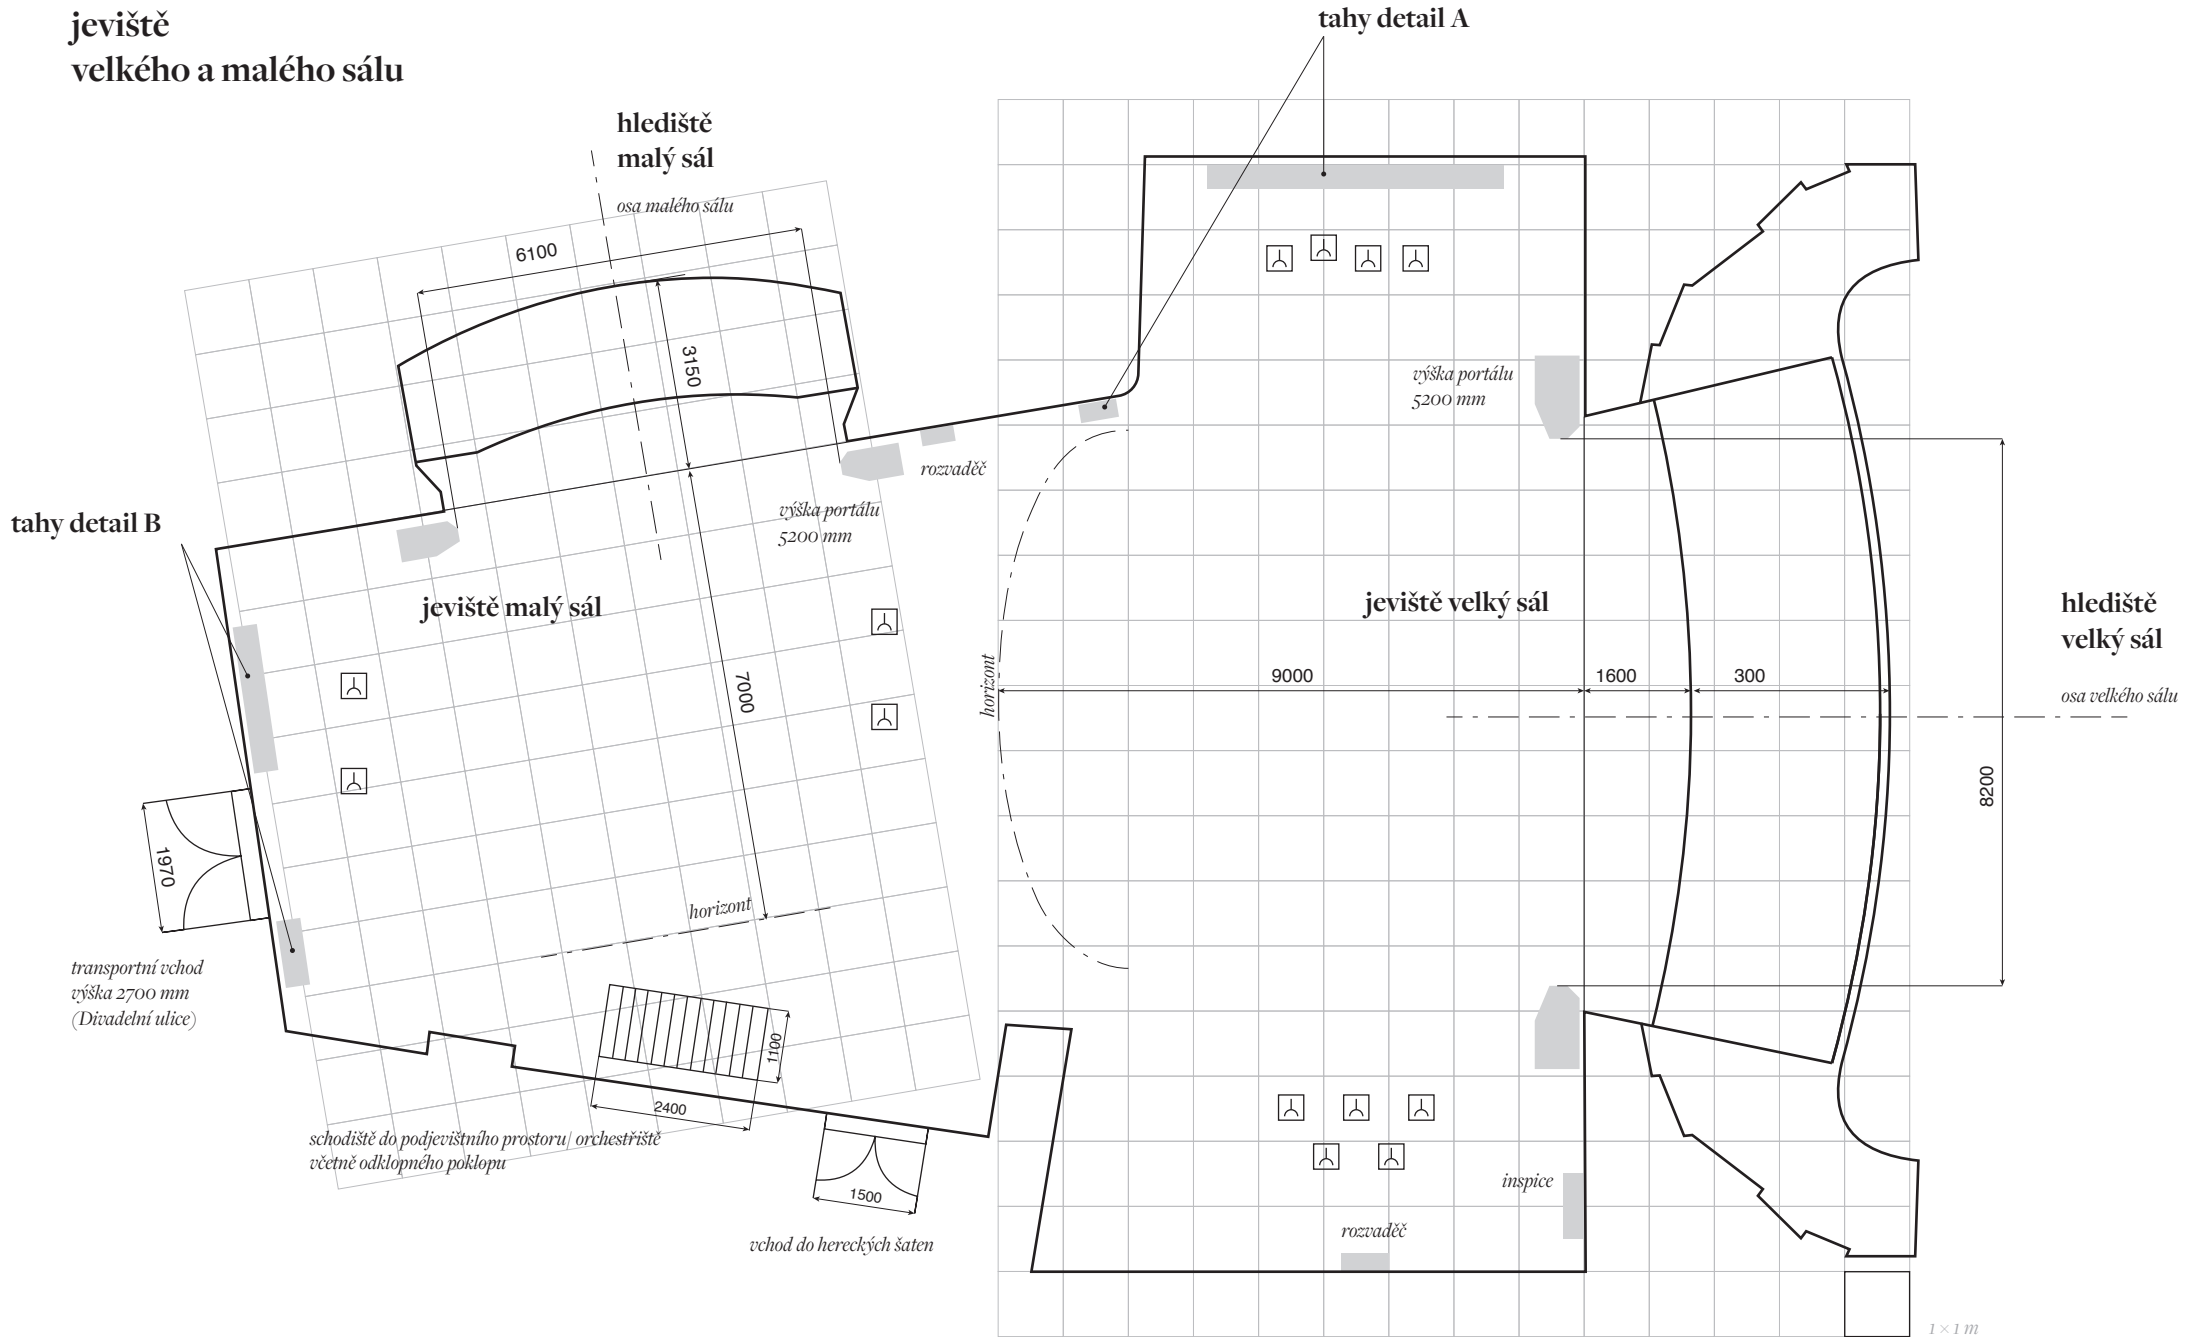 jeviště
velkého a malého sálu
tahy detail A
hlediště
malý sál
osa malého sálu
6100
3150
výška portálu
5200 mm
rozvaděč
výška portálu
5200 mm
tahy detail B
jeviště malý sál
jeviště velký sál
hlediště
velký sál
osa velkého sálu
horizont
9000
1600
300
7000
8200
1970
horizont
transportní vchod
výška 2700 mm
(Divadelní ulice)
1100
2400
schodiště do podjevištního prostoru/ orchestřiště
včetně odklopného poklopu
1500
vchod do hereckých šaten
inspice
rozvaděč
1 × 1 m